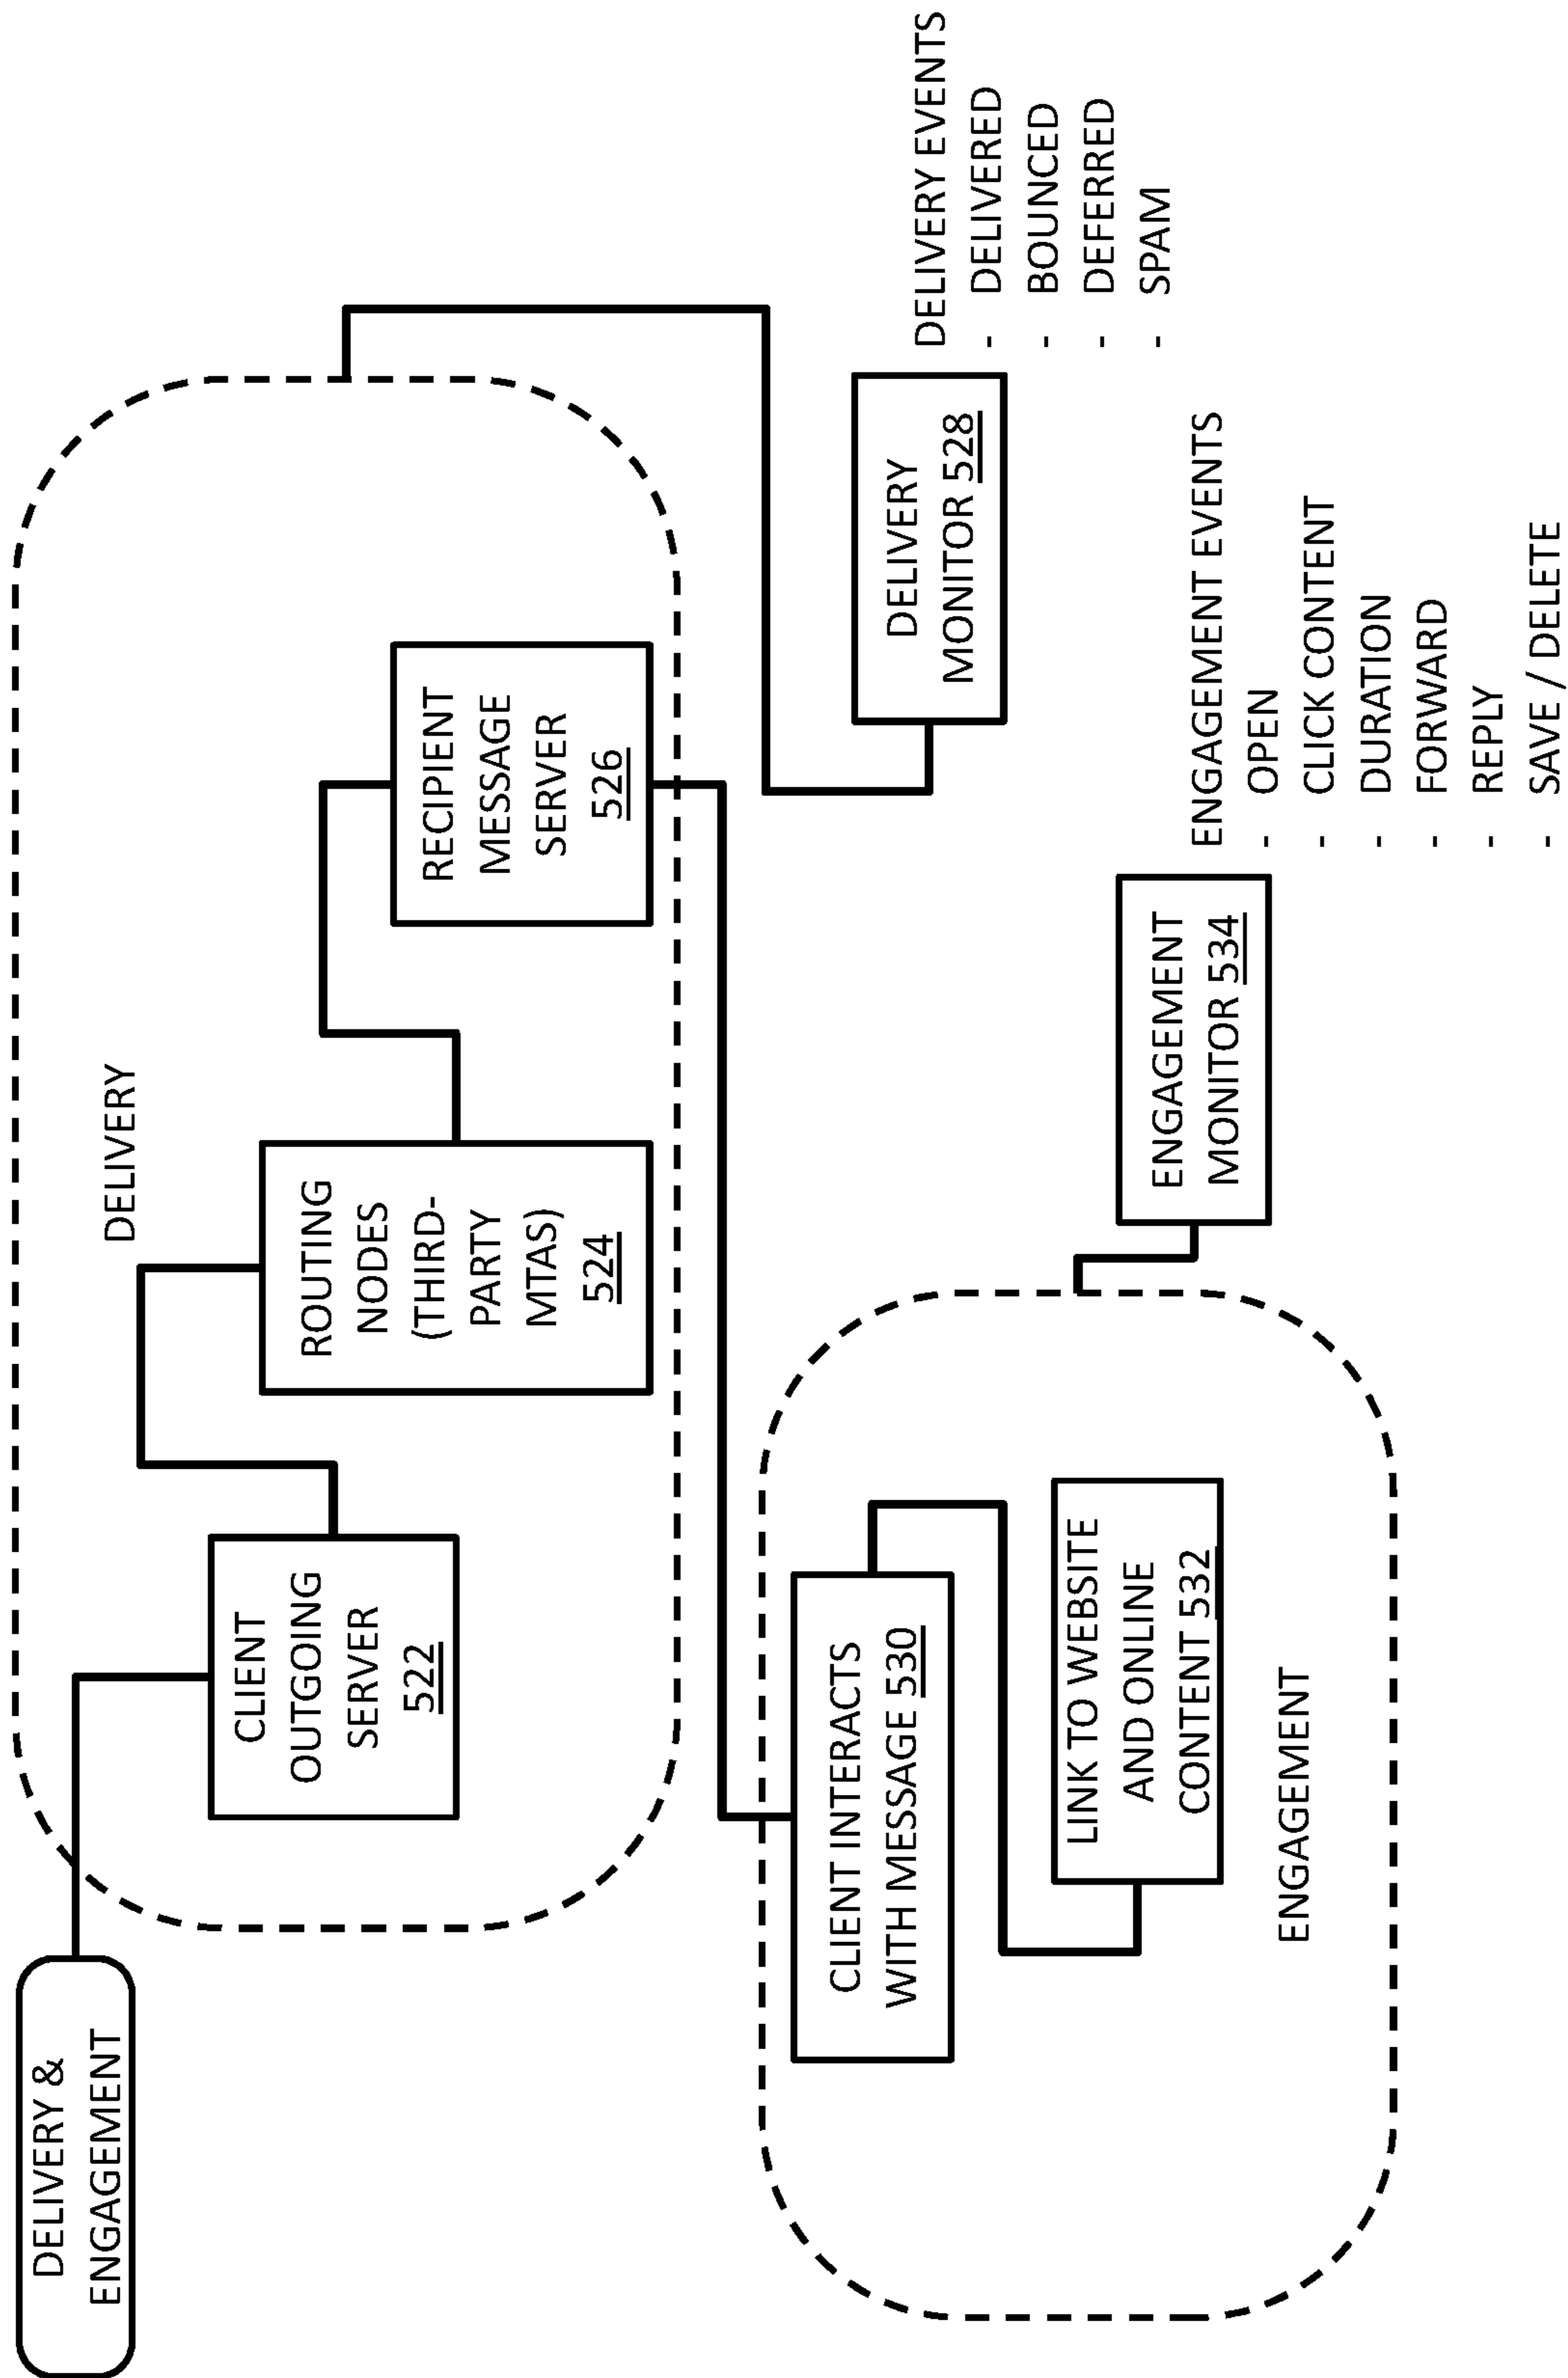 DELIVERY &
ENGAGEMENT
DELIVERY
CLIENT
OUTGOING
SERVER
522
ROUTING
NODES
(THIRD-
PARTY
MTAS)
524
RECIPIENT
MESSAGE
SERVER
526
CLIENT INTERACTS
WITH MESSAGE 530
LINK TO WEBSITE
AND ONLINE
CONTENT 532
ENGAGEMENT
DELIVERY
MONITOR 528
DELIVERY EVENTS
- DELIVERED
- BOUNCED
- DEFERRED
- SPAM
ENGAGEMENT
MONITOR 534
ENGAGEMENT EVENTS
- OPEN
- CLICK CONTENT
- DURATION
- FORWARD
- REPLY
- SAVE / DELETE